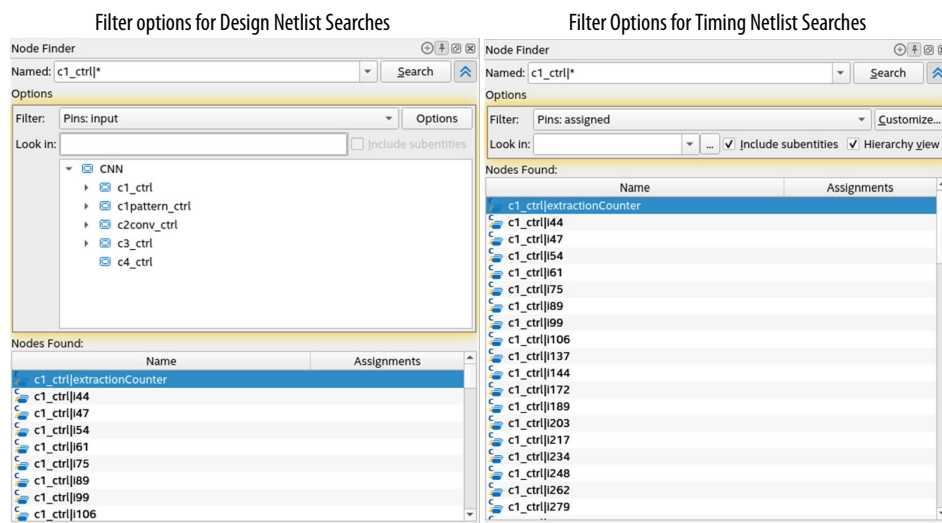 Filter options for Design Netlist Searches
Node Finder
Named: c1_ctrl|*
Search
Options
Filter: Pins: input
Options
Look in:
Include subentities
CNN
c1_ctrl
c1pattern_ctrl
c2conv_ctrl
c3_ctrl
c4_ctrl
Nodes Found:
Name Assignments
c1_ctrl|extractionCounter
c1_ctrl|i44
c1_ctrl|i47
c1_ctrl|i54
c1_ctrl|i61
c1_ctrl|i75
c1_ctrl|i89
c1_ctrl|i99
c1_ctrl|i106
Filter Options for Timing Netlist Searches
Node Finder
Named: c1_ctrl|*
Search
Options
Filter: Pins: assigned
Customize...
Look in:
... Include subentities Hierarchy view
Nodes Found:
Name Assignments
c1_ctrl|extractionCounter
c1_ctrl|i44
c1_ctrl|i47
c1_ctrl|i54
c1_ctrl|i61
c1_ctrl|i75
c1_ctrl|i89
c1_ctrl|i99
c1_ctrl|i106
c1_ctrl|i137
c1_ctrl|i144
c1_ctrl|i172
c1_ctrl|i189
c1_ctrl|i203
c1_ctrl|i217
c1_ctrl|i234
c1_ctrl|i248
c1_ctrl|i262
c1_ctrl|i279